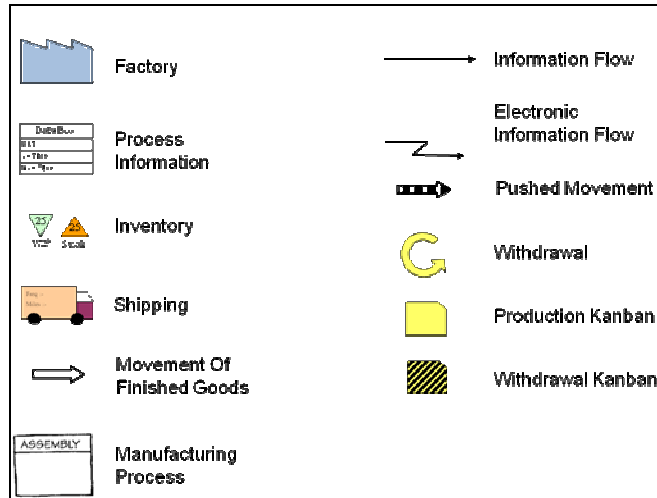 Factory
Process
Information
Inventory
Shipping
Movement Of
Finished Goods
ASSEMBLY
Manufacturing
Process
Information Flow
Electronic
Information Flow
Pushed Movement
Withdrawal
Production Kanban
Withdrawal Kanban